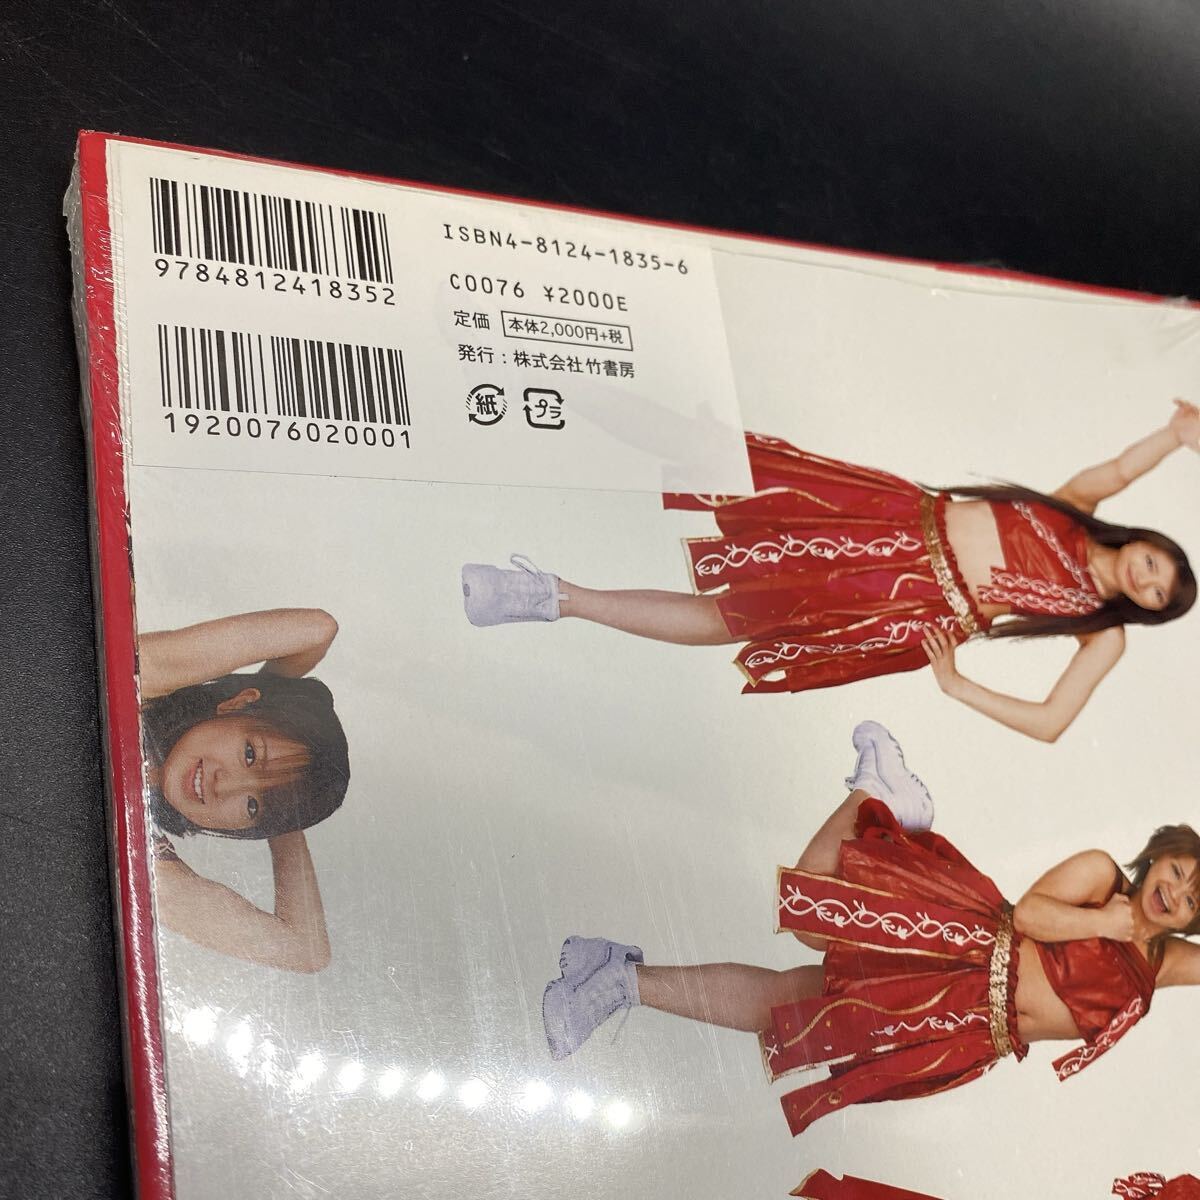 9784812418352
1920076020001
ISBN4-8124-1835-6
C0076 ¥2000E
定価 本体2,000円+税
発行：株式会社竹書房
紙
プラ